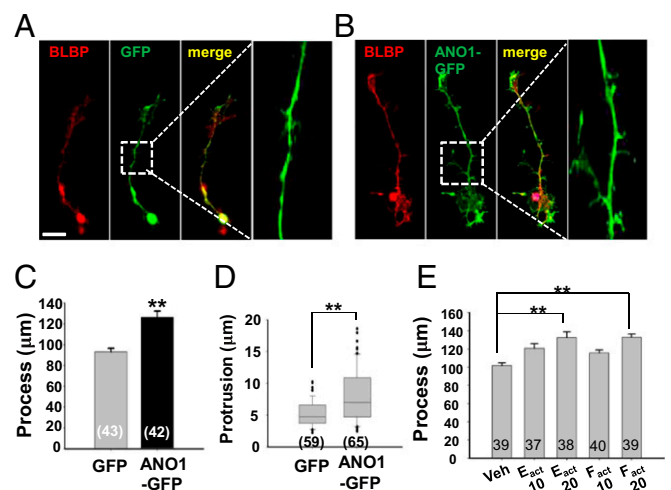 A
BLBP GFP merge
B
BLBP ANO1-
GFP merge
C
Process (μm)
140
120
100
80
60
40
20
0
**
(43) (42)
GFP ANO1
-GFP
D
Protrusion (μm)
20
15
10
5
0
**
(59) (65)
GFP ANO1
-GFP
E
Process (μm)
160
140
120
100
80
60
40
20
0
**
**
39 37 38 40 39
Veh Eact 10 Eact 20 Fact 10 Fact 20